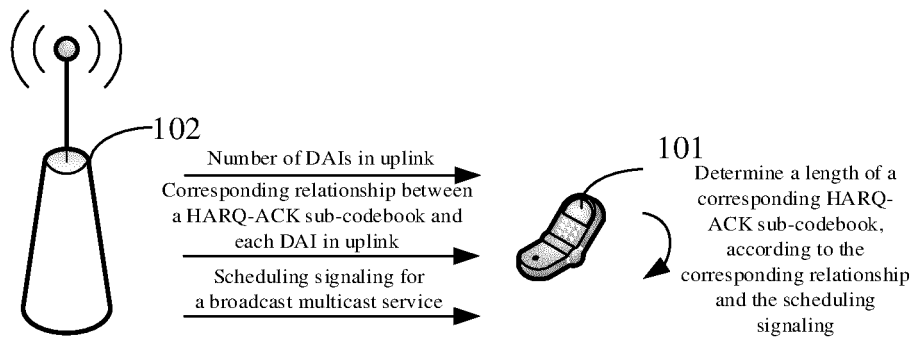 102
Number of DAIs in uplink
Corresponding relationship between
a HARQ-ACK sub-codebook and
each DAI in uplink
Scheduling signaling for
a broadcast multicast service
101
Determine a length of a
corresponding HARQ-
ACK sub-codebook,
according to the
corresponding relationship
and the scheduling
signaling